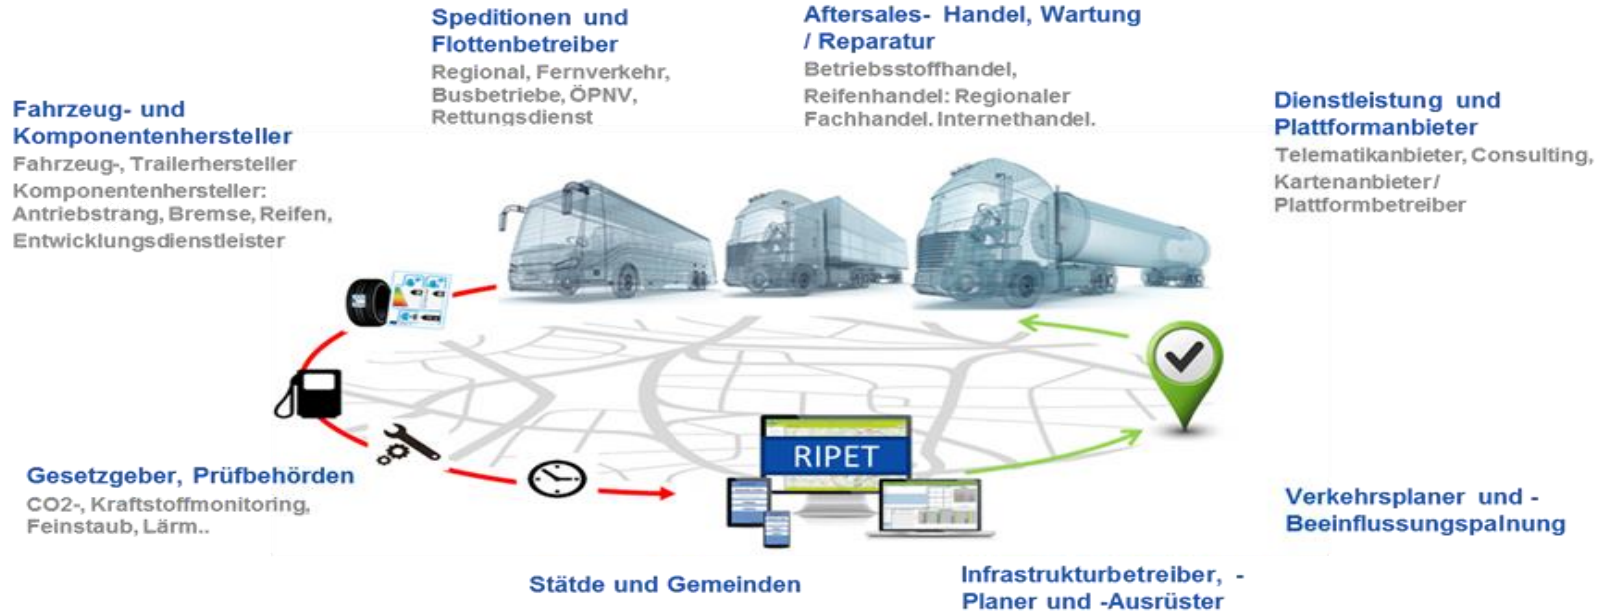 Speditionen und
Flottenbetreiber
Regional, Fernverkehr,
Busbetriebe, ÖPNV,
Rettungsdienst
Aftersales- Handel, Wartung
/ Reparatur
Betriebsstoffhandel,
Reifenhandel: Regionaler
Fachhandel. Internethandel.
Fahrzeug- und
Komponentenhersteller
Fahrzeug-, Trailerhersteller
Komponentenhersteller:
Antriebstrang, Bremse, Reifen,
Entwicklungsdienstleister
Dienstleistung und
Plattformanbieter
Telematikanbieter, Consulting,
Kartenanbieter/
Plattformbetreiber
RIPET
Gesetzgeber, Prüfbehörden
CO2-, Kraftstoffmonitoring,
Feinstaub, Lärm..
Verkehrsplaner und -
Beeinflussungspalnung
Stätde und Gemeinden
Infrastrukturbetreiber, -
Planer und -Ausrüster